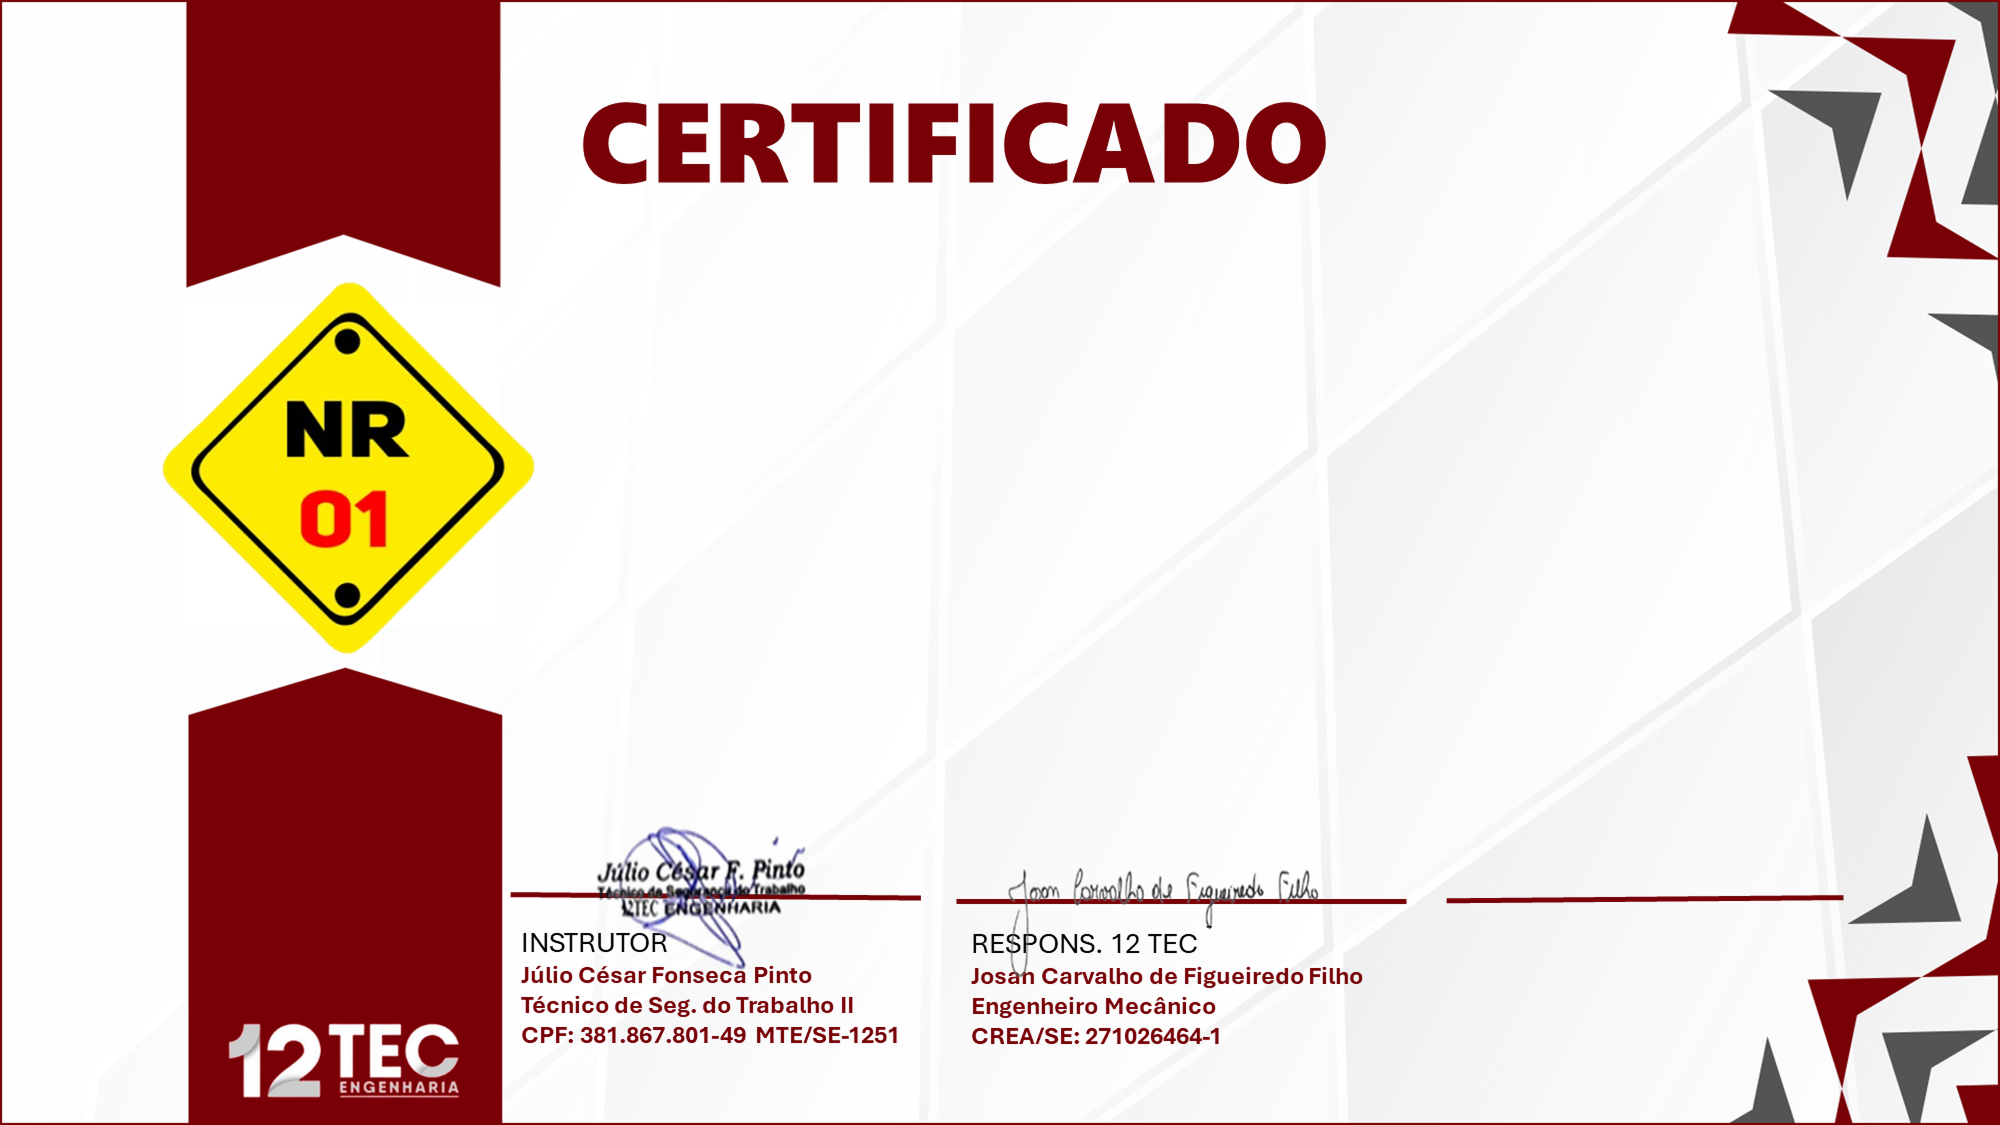 CERTIFICADO
NR
01
Júlio César F. Pinto
Técnico de Segurança do Trabalho
12TEC ENGENHARIA
Josan Carvalho de Figueiredo Filho
INSTRUTOR
Júlio César Fonseca Pinto
Técnico de Seg. do Trabalho II
CPF: 381.867.801-49 MTE/SE-1251
RESPONS. 12 TEC
Josan Carvalho de Figueiredo Filho
Engenheiro Mecânico
CREA/SE: 271026464-1
12 TEC
ENGENHARIA